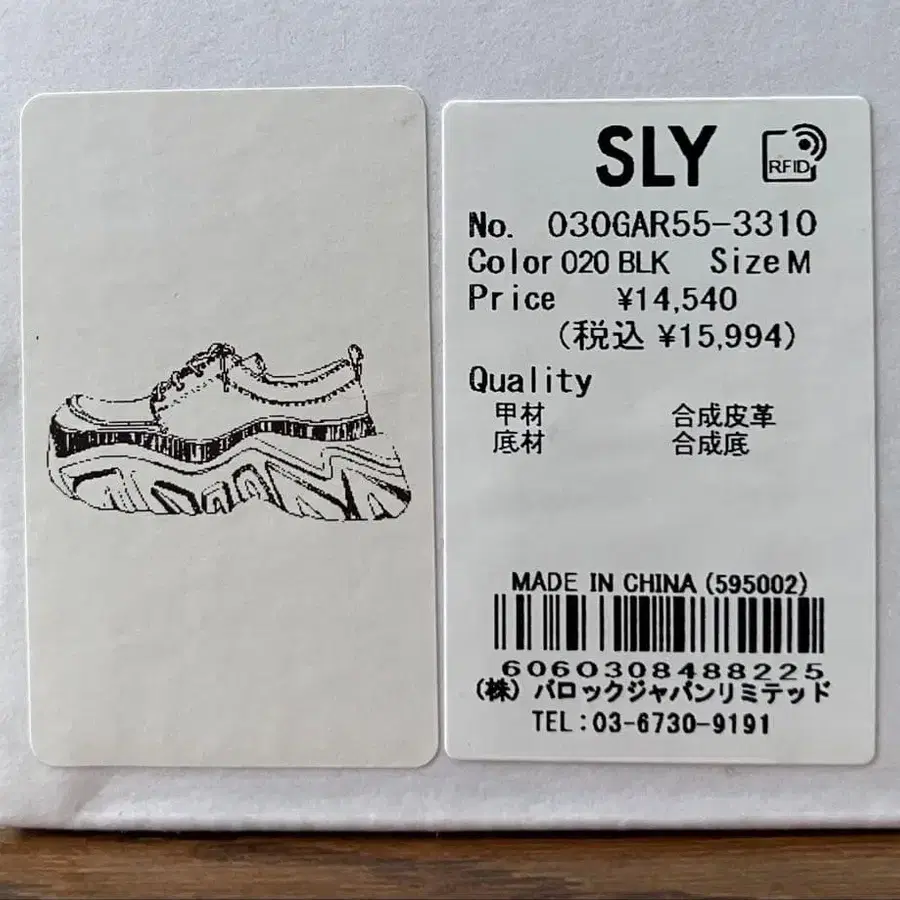 SLY
RFID
No. 030GAR55-3310
Color 020 BLK Size M
Price ¥14,540
(税込 ¥15,994)
Quality
甲材 合成皮革
底材 合成底
MADE IN CHINA (595002)
6060308488225
(株) バロックジャパンリミテッド
TEL:03-6730-9191